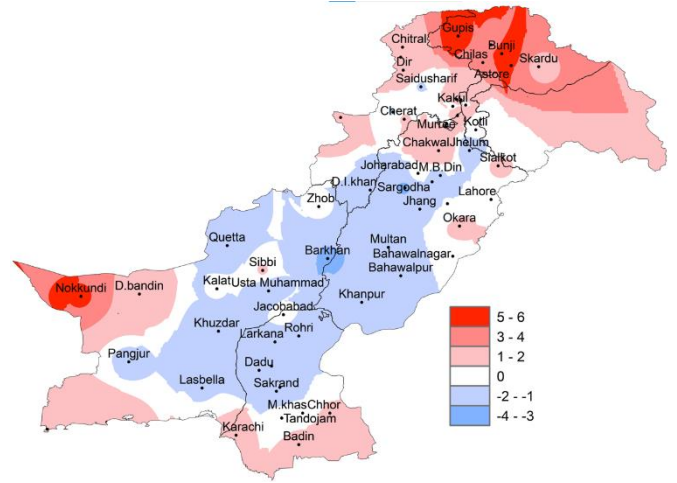 Gupis
Chitral
Bunji
Chilas
Skardu
Dir
Astore
Saidusharif
Kakul
Cherat
Murree
Kotli
Chakwal
Jhelum
Joharabad
M.B.Din
Sialkot
D.I.khan
Sargodha
Zhob
Lahore
Jhang
Okara
Quetta
Multan
Barkhan
Bahawalnagar
Sibbi
Bahawalpur
Nokkundi
D.bandin
Kalat
Usta Muhammad
Khanpur
Jacobabad
Khuzdar
Rohri
Larkana
Pangjur
Dadu
Lasbella
Sakrand
M.khas
Chhor
Tandojam
Karachi
Badin
5 - 6
3 - 4
1 - 2
0
-2 - -1
-4 - -3